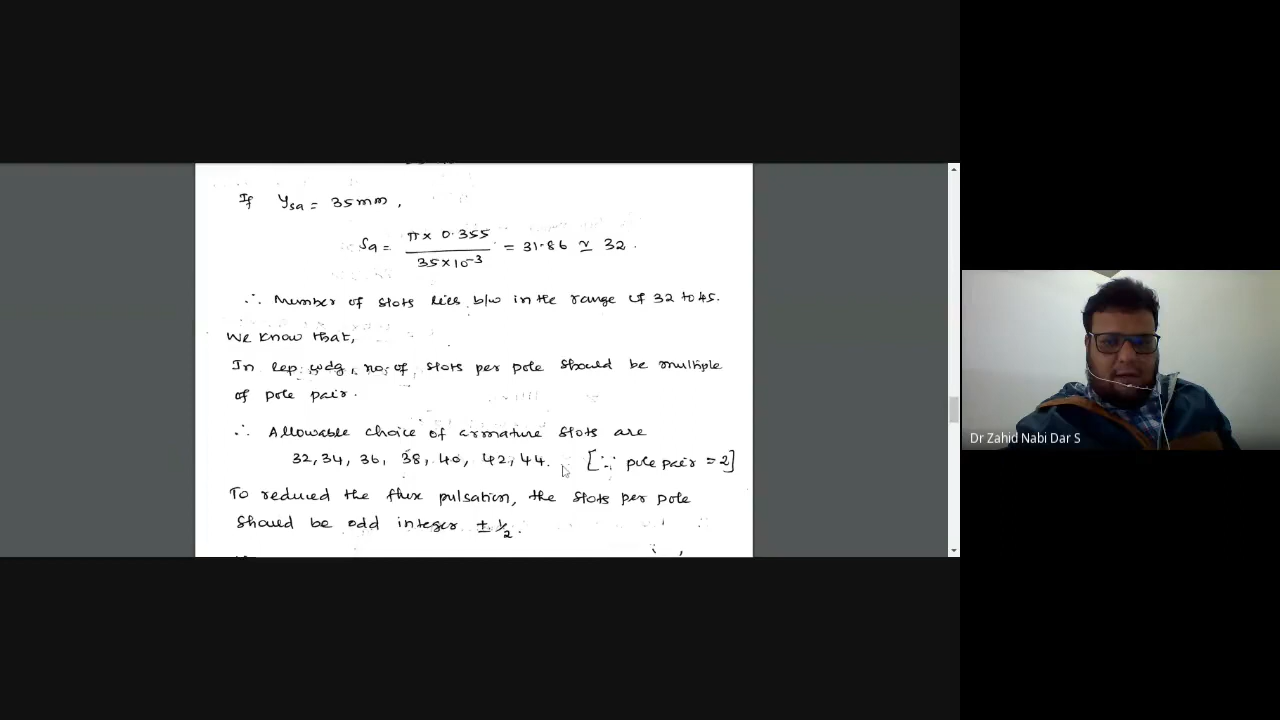 If Ysa = 35mm,
Sa = π x 0.355 / 35 x 10⁻³ = 31.86 ≃ 32.
∴ Number of slots lies b/w in the range of 32 to 45.
We know that,
In lap wdg, no. of slots per pole should be multiple
of pole pair.
∴ Allowable choice of armature slots are
32, 34, 36, 38, 40, 42, 44. [∵ pole pair = 2]
To reduced the flux pulsation, the slots per pole
should be odd integer ± 1/2.
Dr Zahid Nabi Dar S